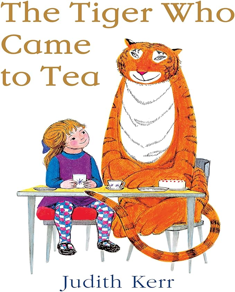 The Tiger Who
Came
to Tea
Judith Kerr